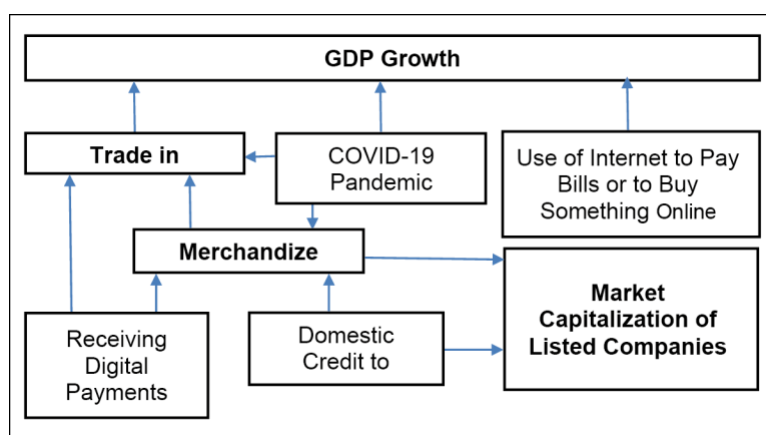 GDP Growth
Trade in
COVID-19
Pandemic
Use of Internet to Pay
Bills or to Buy
Something Online
Merchandize
Market
Capitalization of
Listed Companies
Receiving
Digital
Payments
Domestic
Credit to